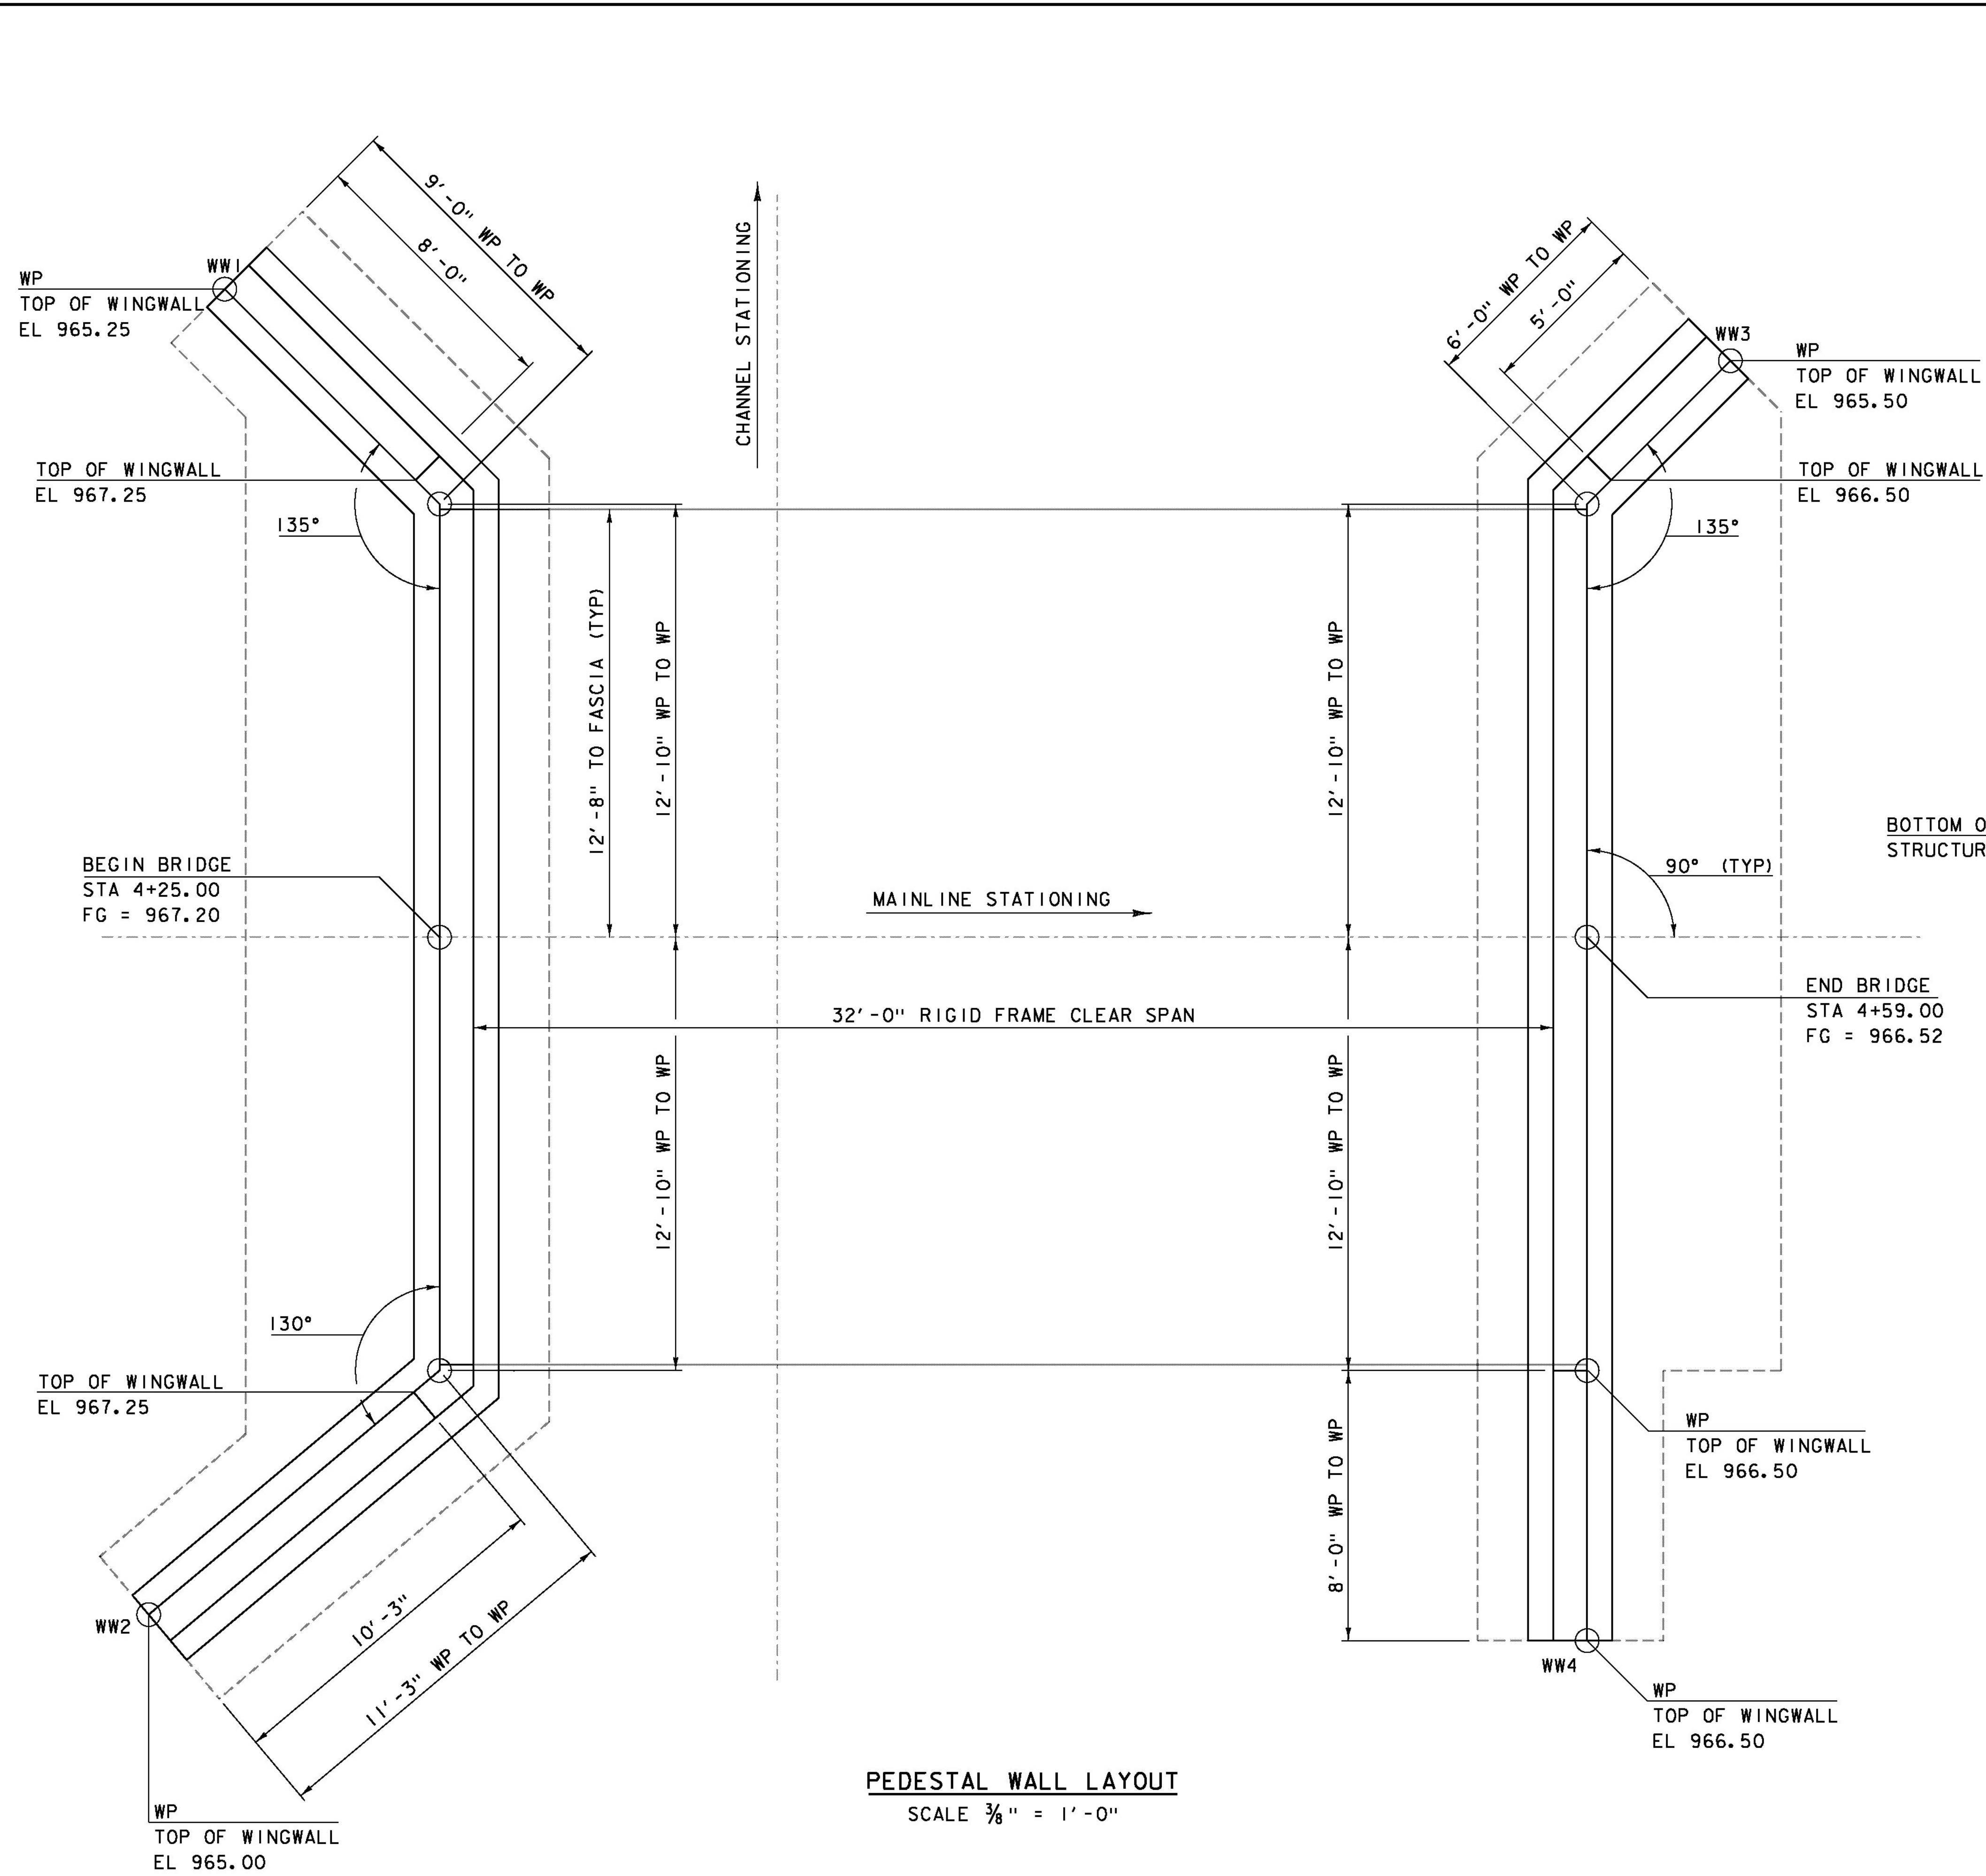 9'-0" WP TO WP
8'-0"
WW1
WP
TOP OF WINGWALL
EL 965.25
TOP OF WINGWALL
EL 967.25
135°
CHANNEL STATIONING
6'-0" WP TO WP
5'-0"
WW3
WP
TOP OF WINGWALL
EL 965.50
TOP OF WINGWALL
EL 966.50
135°
12'-8" TO FASCIA (TYP)
12'-10" WP TO WP
12'-10" WP TO WP
BOTTOM O
STRUCTUR
BEGIN BRIDGE
STA 4+25.00
FG = 967.20
MAINLINE STATIONING
90° (TYP)
END BRIDGE
STA 4+59.00
FG = 966.52
32'-0" RIGID FRAME CLEAR SPAN
12'-10" WP TO WP
12'-10" WP TO WP
130°
TOP OF WINGWALL
EL 967.25
WP
TOP OF WINGWALL
EL 966.50
8'-0" WP TO WP
10'-3"
11'-3" WP TO WP
WW2
WW4
WP
TOP OF WINGWALL
EL 966.50
WP
TOP OF WINGWALL
EL 965.00
PEDESTAL WALL LAYOUT
SCALE ⅜" = 1'-0"